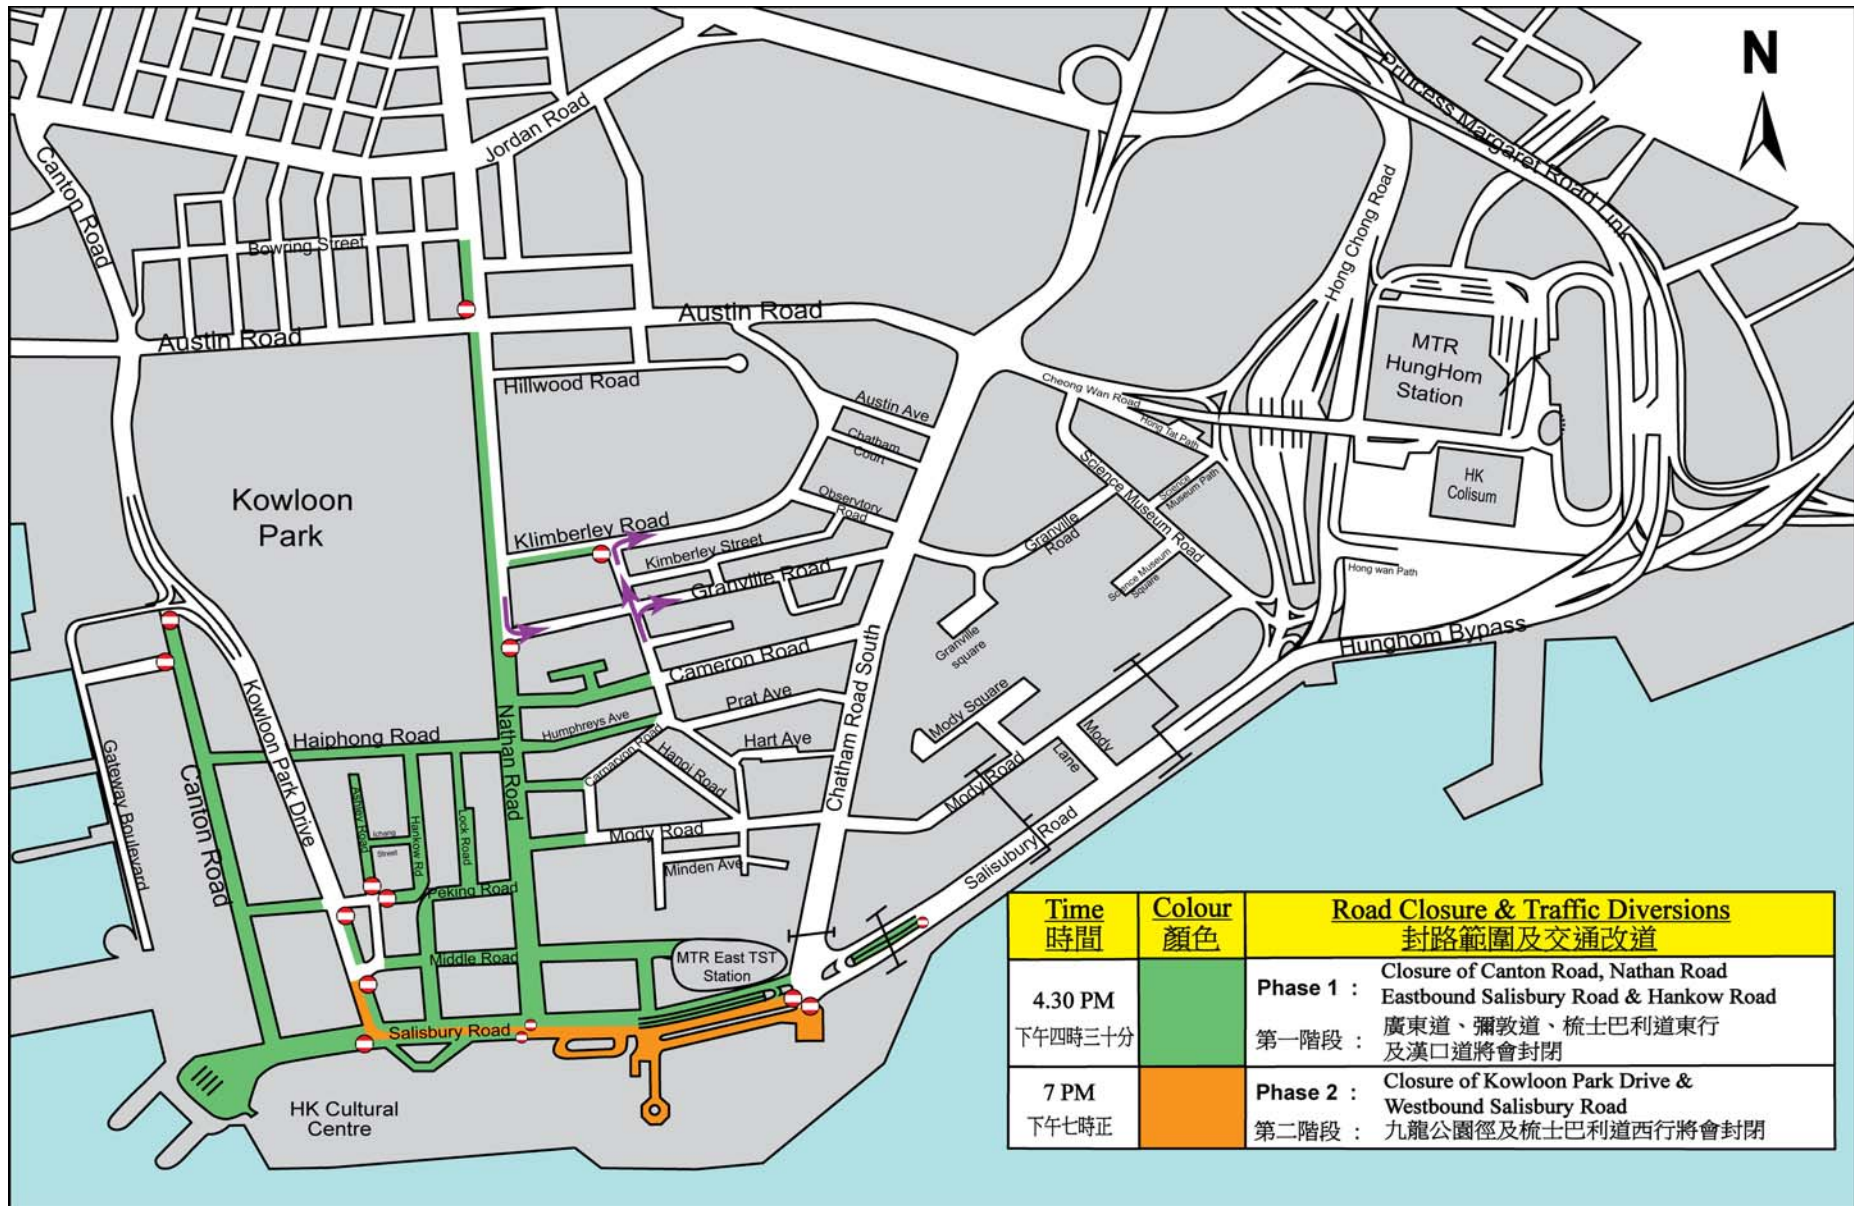 N
Princess Margaret Road Link
Jordan Road
Canton Road
Hong Chong Road
Bowring Street
Austin Road
Austin Road
MTR
HungHom
Station
Hillwood Road
Cheong Wan Road
Austin Ave
Hong Tat Path
Chatham
Court
Science Museum Road
Science
Museum Path
HK
Colisum
Kowloon
Park
Observtory
Road
Klimberley Road
Kimberley Street
Granville
Road
Granville Road
Science Museum
Square
Hong wan Path
Hunghom Bypass
Granville
square
Cameron Road
Chatham Road South
Kowloon Park Drive
Prat Ave
Mody Square
Nathan Road
Humphreys Ave
Haiphong Road
Hart Ave
Carnarvon Road
Hanoi Road
Mody
Lane
Gateway Boulevard
Canton Road
Mody Road
Ashley Road
Ichang
Street
Hankow Rd
Lock Road
Mody Road
Minden Ave
Salisubury Road
Peking Road
Middle Road
MTR East TST
Station
Salisbury Road
HK Cultural
Centre
Time
時間
Colour
顏色
Road Closure & Traffic Diversions
封路範圍及交通改道
4.30 PM
下午四時三十分
Phase 1 :
Closure of Canton Road, Nathan Road
Eastbound Salisbury Road & Hankow Road
第一階段 :
廣東道、彌敦道、梳士巴利道東行
及漢口道將會封閉
7 PM
下午七時正
Phase 2 :
Closure of Kowloon Park Drive &
Westbound Salisbury Road
第二階段 :
九龍公園徑及梳士巴利道西行將會封閉